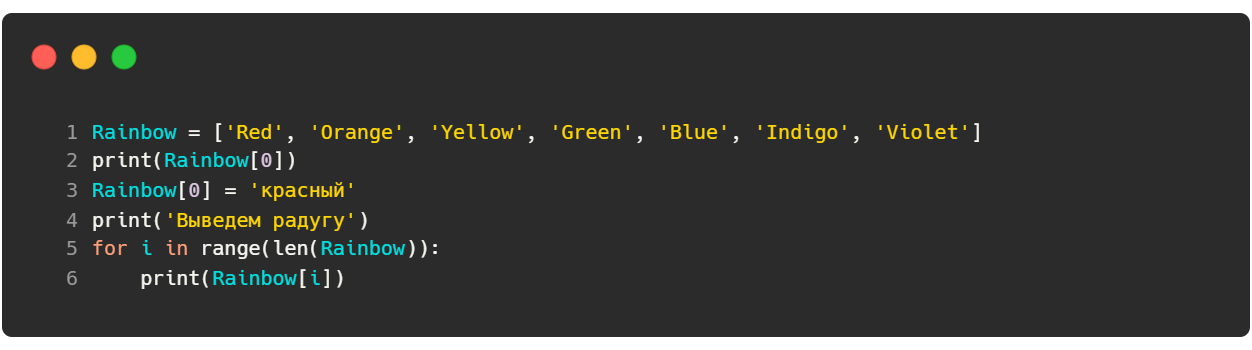 1 Rainbow = ['Red', 'Orange', 'Yellow', 'Green', 'Blue', 'Indigo', 'Violet']
2 print(Rainbow[0])
3 Rainbow[0] = 'красный'
4 print('Выведем радугу')
5 for i in range(len(Rainbow)):
6     print(Rainbow[i])